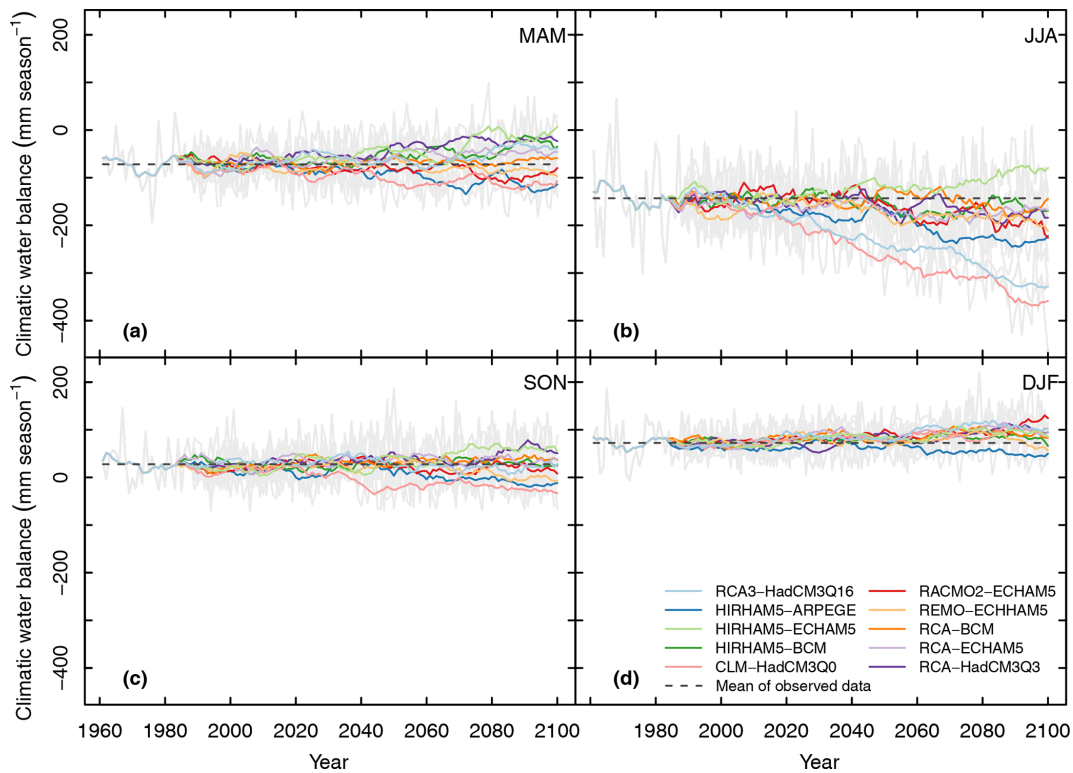 MAM
JJA
200
0
−200
−400
Climatic water balance (mm season⁻¹)
(a)
(b)
SON
DJF
200
0
−200
−400
Climatic water balance (mm season⁻¹)
RCA3−HadCM3Q16
HIRHAM5−ARPEGE
HIRHAM5−ECHAM5
HIRHAM5−BCM
CLM−HadCM3Q0
Mean of observed data
RACMO2−ECHAM5
REMO−ECHHAM5
RCA−BCM
RCA−ECHAM5
RCA−HadCM3Q3
(c)
(d)
1960 1980 2000 2020 2040 2060 2080 2100
1980 2000 2020 2040 2060 2080 2100
Year
Year